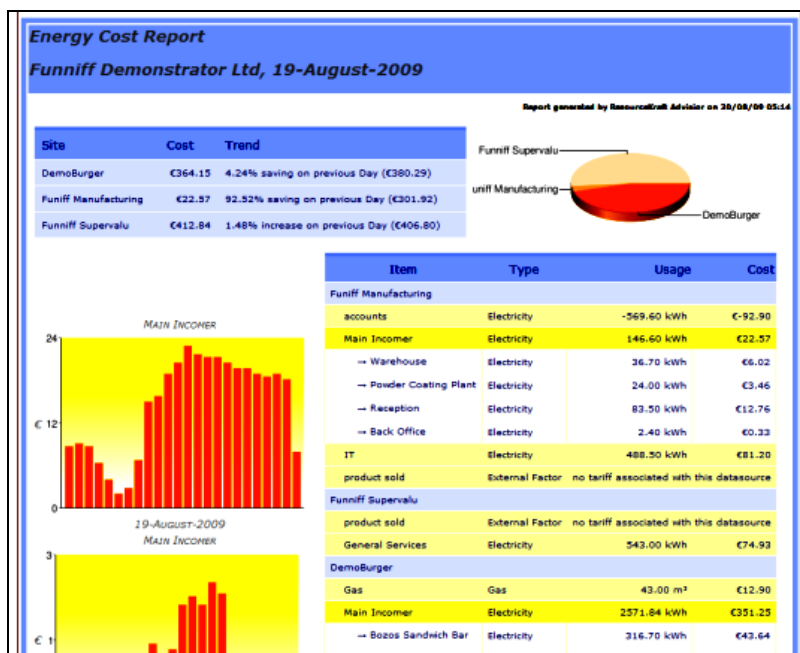 Energy Cost Report
Funniff Demonstrator Ltd, 19-August-2009
Report generated by ResourceKraft Advisier on 20/08/09 05:14
Site Cost Trend
DemoBurger €364.15 4.24% saving on previous Day (€380.29)
Funiff Manufacturing €22.57 92.52% saving on previous Day (€301.92)
Funniff Supervalu €412.84 1.48% increase on previous Day (€406.80)
Funniff Supervalu
uniff Manufacturing
DemoBurger
MAIN INCOMER
24
€ 12
0
19-AUGUST-2009
MAIN INCOMER
3
€ 1
Item Type Usage Cost
Funiff Manufacturing
accounts Electricity -569.60 kWh €-92.90
Main Incomer Electricity 146.60 kWh €22.57
→ Warehouse Electricity 36.70 kWh €6.02
→ Powder Coating Plant Electricity 24.00 kWh €3.46
→ Reception Electricity 83.50 kWh €12.76
→ Back Office Electricity 2.40 kWh €0.33
IT Electricity 488.50 kWh €81.20
product sold External Factor no tariff associated with this datasource
Funniff Supervalu
product sold External Factor no tariff associated with this datasource
General Services Electricity 543.00 kWh €74.93
DemoBurger
Gas Gas 43.00 m³ €12.90
Main Incomer Electricity 2571.84 kWh €351.25
→ Bozos Sandwich Bar Electricity 316.70 kWh €43.64